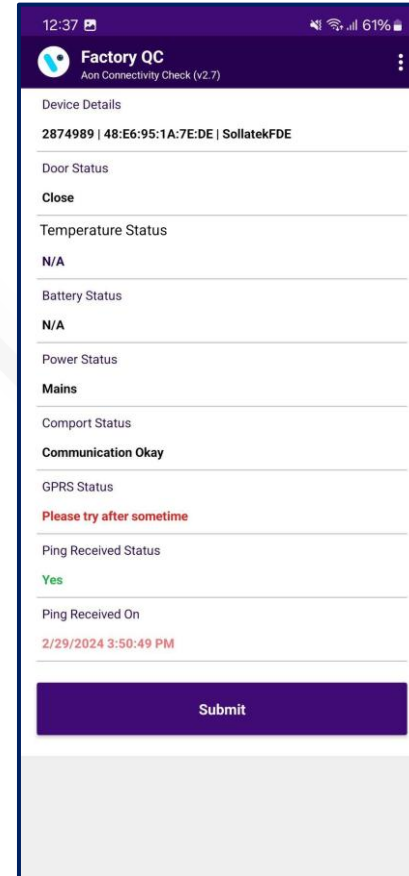 12:37
61%
Factory QC
Aon Connectivity Check (v2.7)
Device Details
2874989 | 48:E6:95:1A:7E:DE | SollatekFDE
Door Status
Close
Temperature Status
N/A
Battery Status
N/A
Power Status
Mains
Comport Status
Communication Okay
GPRS Status
Please try after sometime
Ping Received Status
Yes
Ping Received On
2/29/2024 3:50:49 PM
Submit